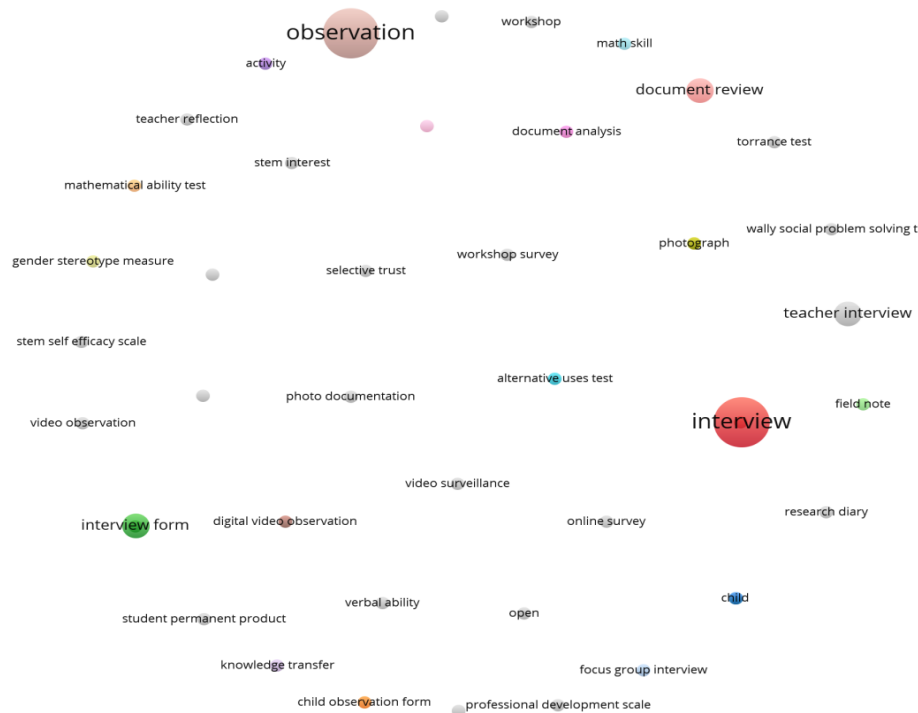 observation
workshop
math skill
activity
document review
teacher reflection
document analysis
torrance test
stem interest
mathematical ability test
wally social problem solving t
photograph
workshop survey
gender stereotype measure
selective trust
teacher interview
stem self efficacy scale
alternative uses test
photo documentation
field note
video observation
interview
video surveillance
research diary
interview form
digital video observation
online survey
child
verbal ability
open
student permanent product
knowledge transfer
focus group interview
child observation form
professional development scale